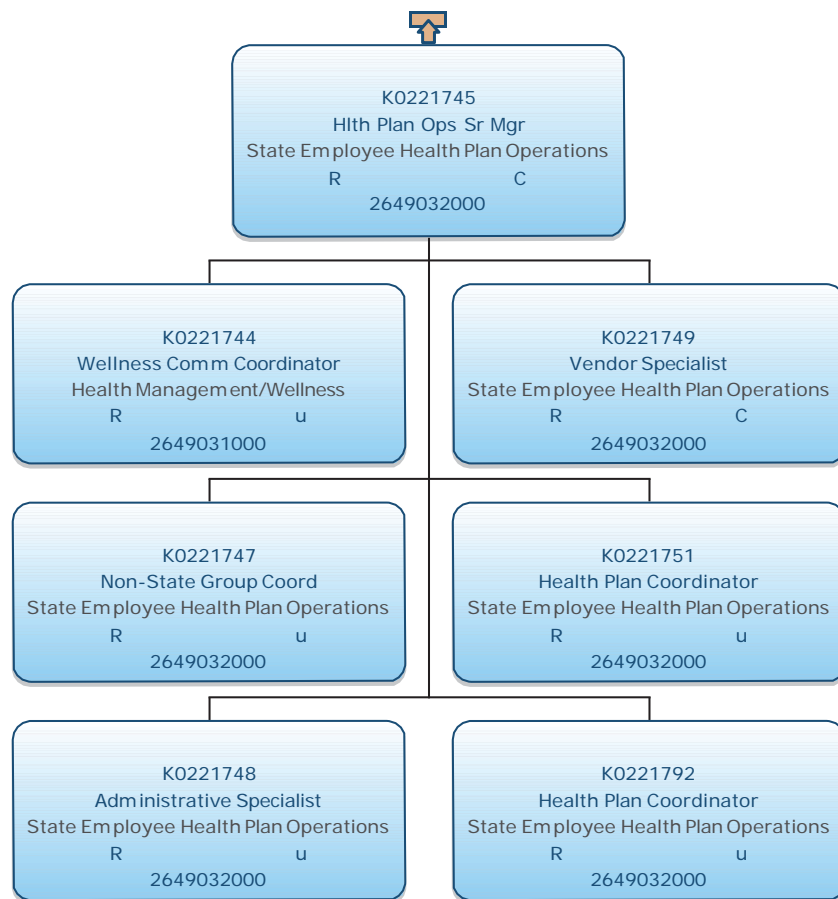 K0221745
Hlth Plan Ops Sr Mgr
State Employee Health Plan Operations
R C
2649032000
K0221744
Wellness Comm Coordinator
Health Management/Wellness
R u
2649031000
K0221749
Vendor Specialist
State Employee Health Plan Operations
R C
2649032000
K0221747
Non-State Group Coord
State Employee Health Plan Operations
R u
2649032000
K0221751
Health Plan Coordinator
State Employee Health Plan Operations
R u
2649032000
K0221748
Administrative Specialist
State Employee Health Plan Operations
R u
2649032000
K0221792
Health Plan Coordinator
State Employee Health Plan Operations
R u
2649032000